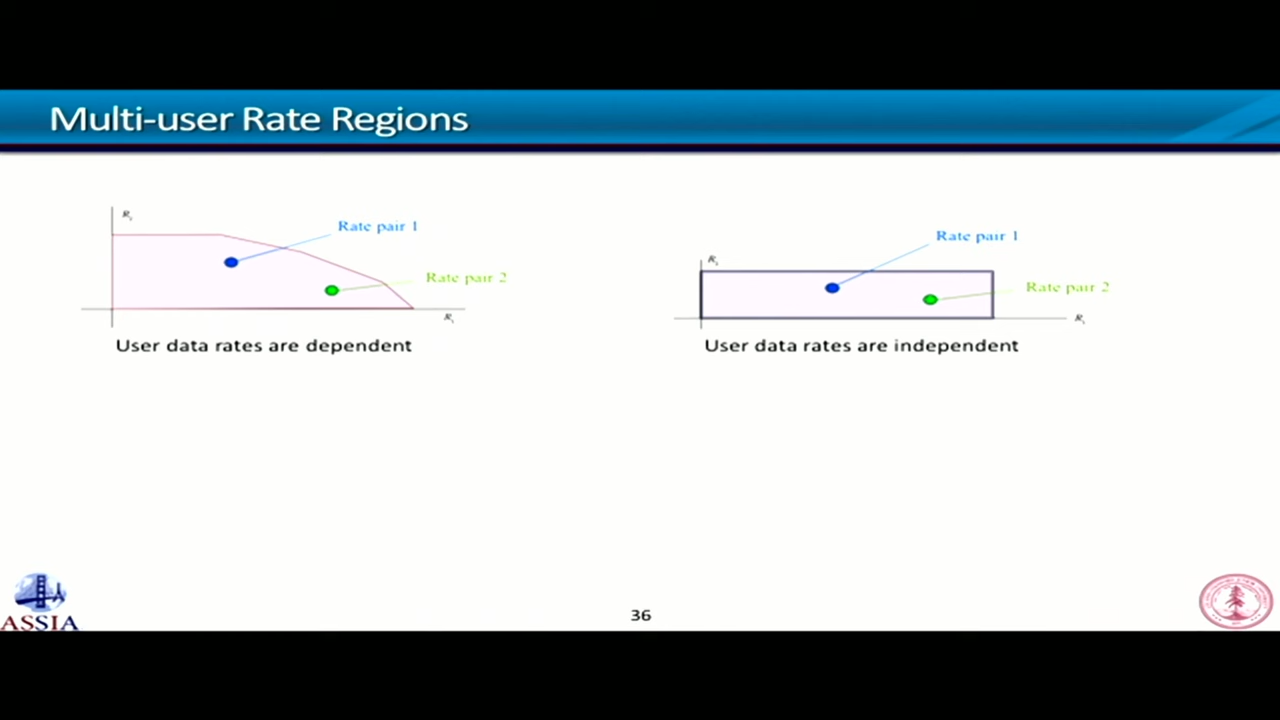 Multi-user Rate Regions
Rate pair 1
Rate pair 2
User data rates are dependent
Rate pair 1
Rate pair 2
User data rates are independent
ASSIA
36